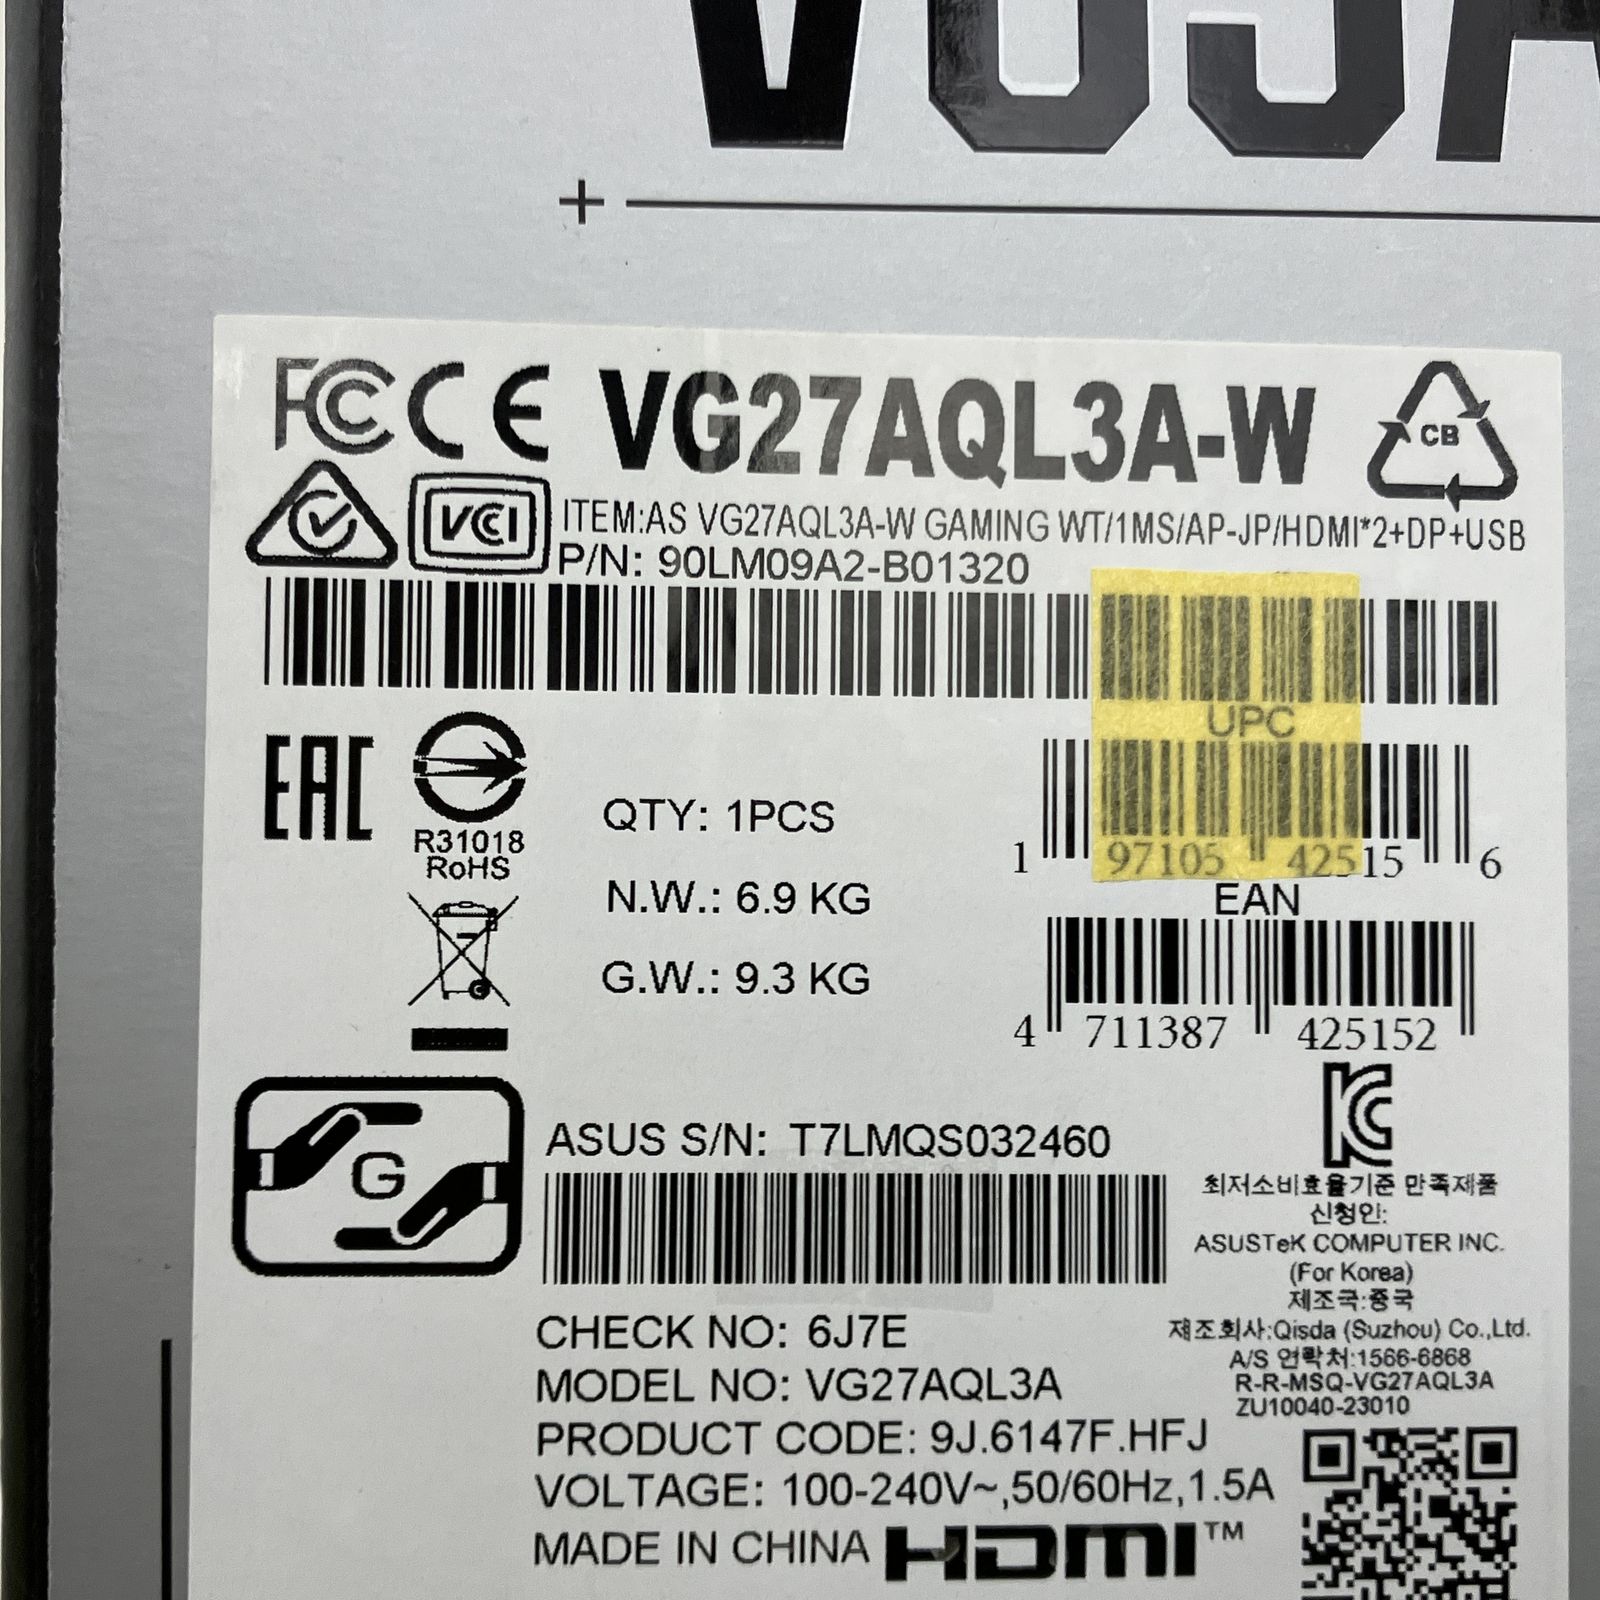 VG27AQL3A-W
CB
VCCI
ITEM:AS VG27AQL3A-W GAMING WT/1MS/AP-JP/HDMI*2+DP+USB
P/N: 90LM09A2-B01320
UPC
1 97105 42515 6
EAN
4 711387 425152
EAC
R31018
RoHS
QTY: 1PCS
N.W.: 6.9 KG
G.W.: 9.3 KG
G
ASUS S/N: T7LMQS032460
최저소비효율기준 만족제품
신청인:
ASUSTeK COMPUTER INC.
(For Korea)
제조국:중국
제조회사:Qisda (Suzhou) Co.,Ltd.
A/S 연락처:1566-6868
R-R-MSQ-VG27AQL3A
ZU10040-23010
CHECK NO: 6J7E
MODEL NO: VG27AQL3A
PRODUCT CODE: 9J.6147F.HFJ
VOLTAGE: 100-240V~,50/60Hz,1.5A
MADE IN CHINA HDMI™